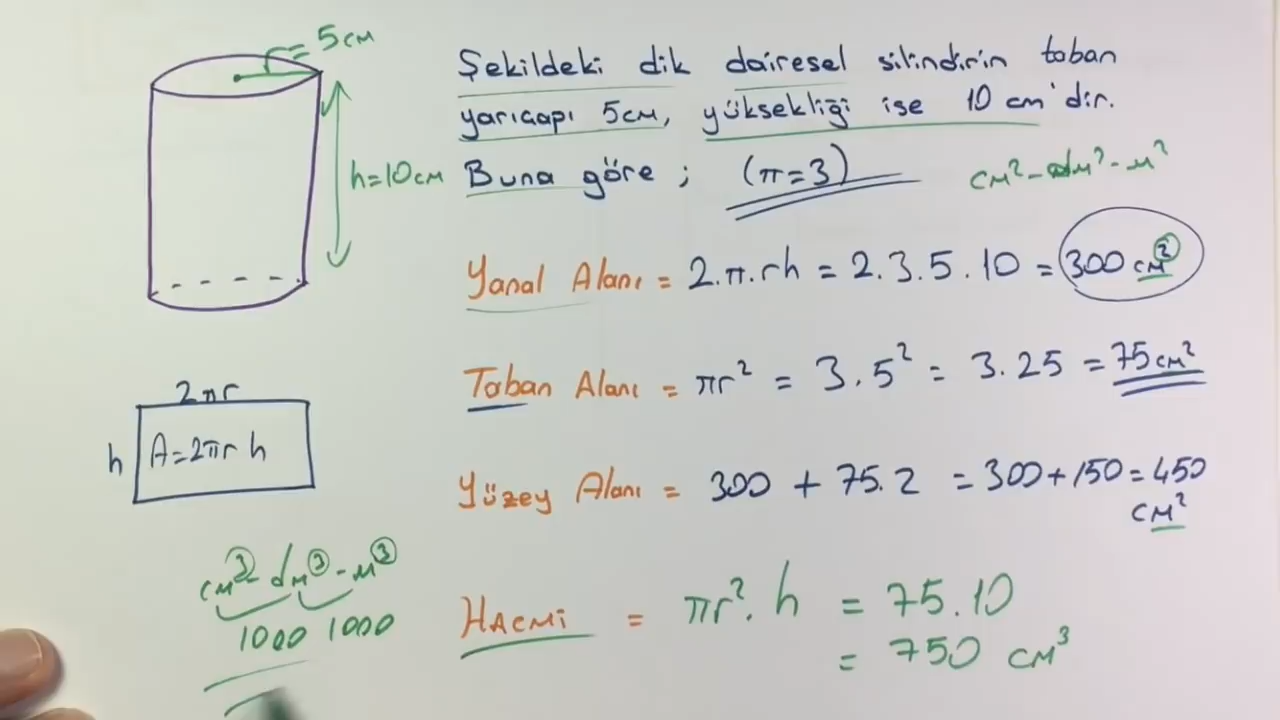 r = 5cm
h=10cm
Şekildeki dik dairesel silindirin taban
yarıçapı 5cm, yüksekliği ise 10 cm'dir.
Buna göre ; (π=3)
cm²-dm²-m²
Yanal Alanı = 2.π.rh = 2.3.5.10 = 300 cm²
Taban Alanı = πr² = 3.5² = 3.25 = 75cm²
Yüzey Alanı = 300 + 75.2 = 300+150=450
cm²
HACMİ = πr².h = 75.10
= 750 cm³
2πr
h
A=2πr h
cm³-dm³-m³
1000 1000